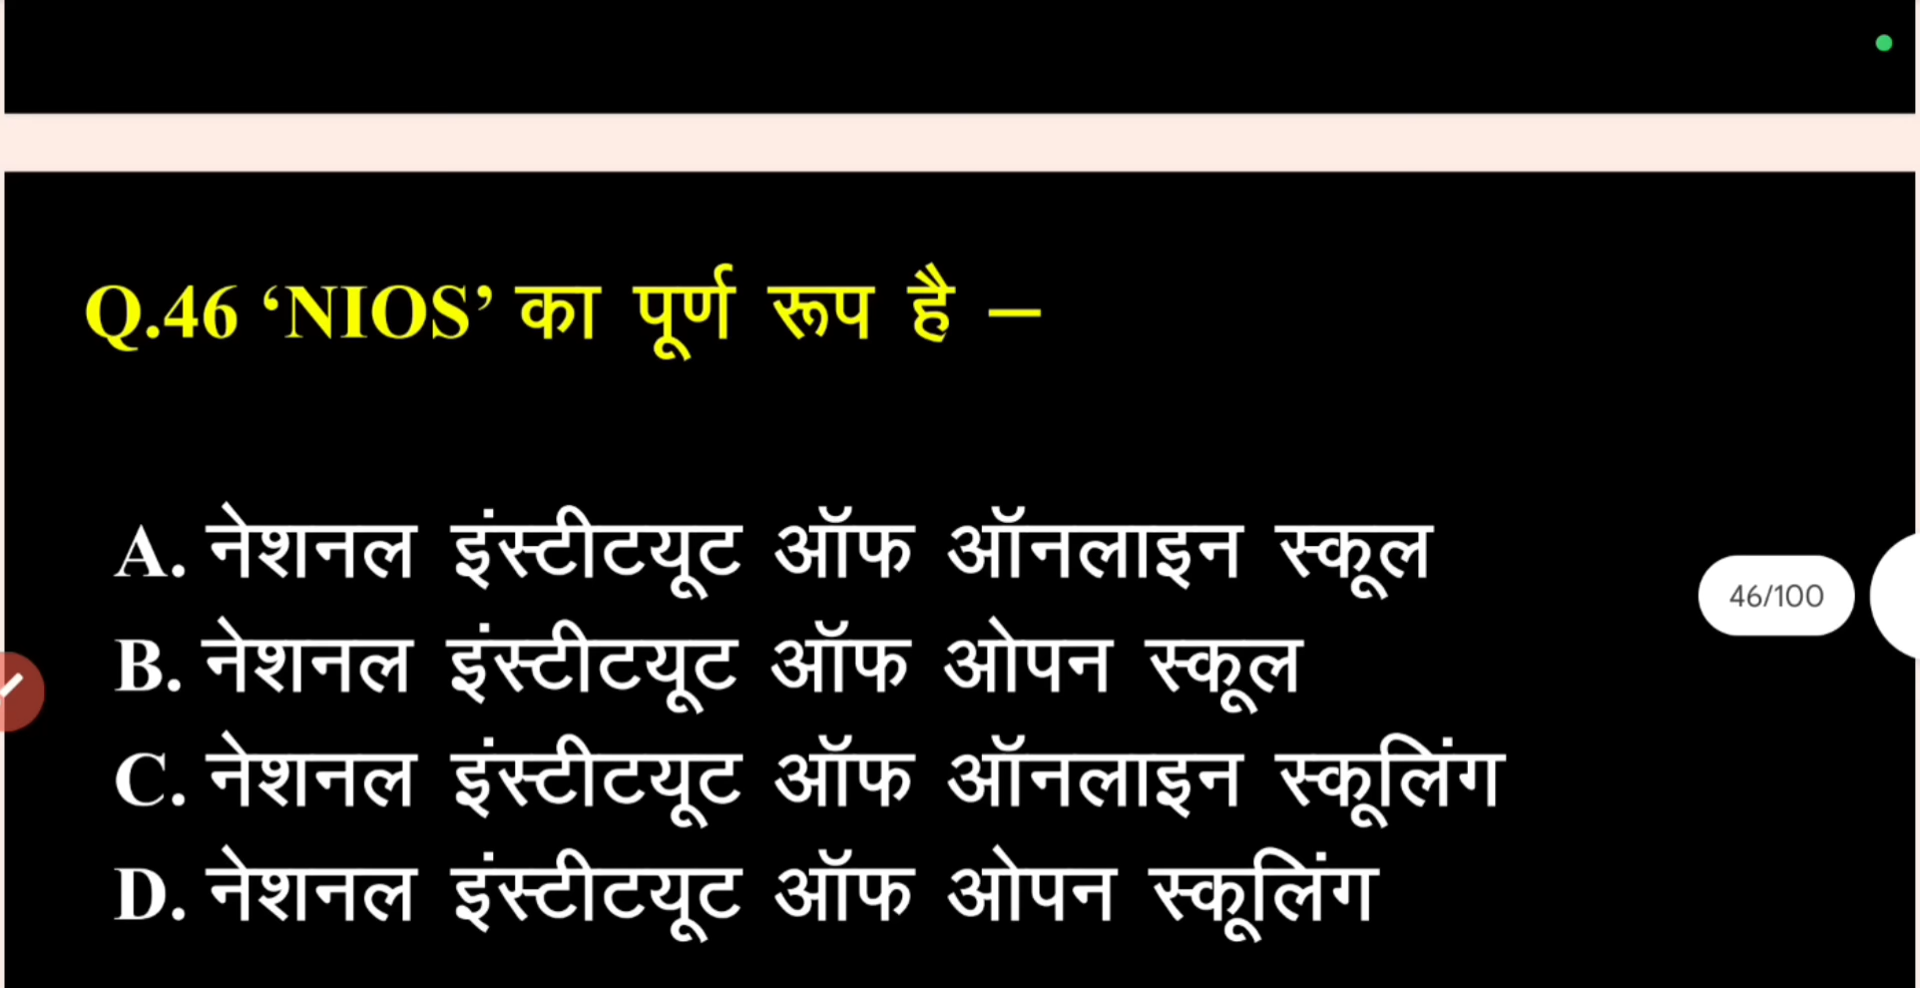 Q.46 ‘NIOS’ का पूर्ण रूप है –
A. नेशनल इंस्टीटयूट ऑफ ऑनलाइन स्कूल
46/100
B. नेशनल इंस्टीटयूट ऑफ ओपन स्कूल
C. नेशनल इंस्टीटयूट ऑफ ऑनलाइन स्कूलिंग
D. नेशनल इंस्टीटयूट ऑफ ओपन स्कूलिंग